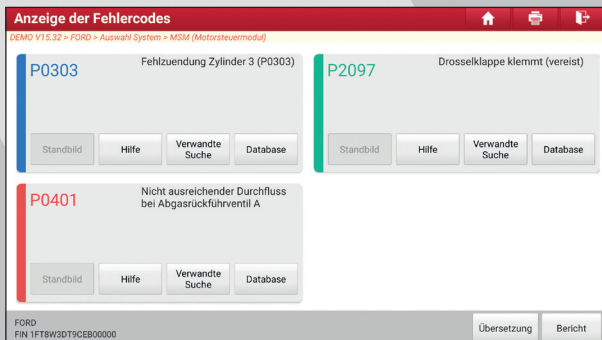 Anzeige der Fehlercodes
DEMO V15.32 > FORD > Auswahl System > MSM (Motorsteuermodul)
P0303
Fehlzuendung Zylinder 3 (P0303)
Standbild
Hilfe
Verwandte
Suche
Database
P2097
Drosselklappe klemmt (vereist)
Standbild
Hilfe
Verwandte
Suche
Database
P0401
Nicht ausreichender Durchfluss
bei Abgasrückführventil A
Standbild
Hilfe
Verwandte
Suche
Database
FORD
FIN 1FT8W3DT9CEB00000
Übersetzung
Bericht